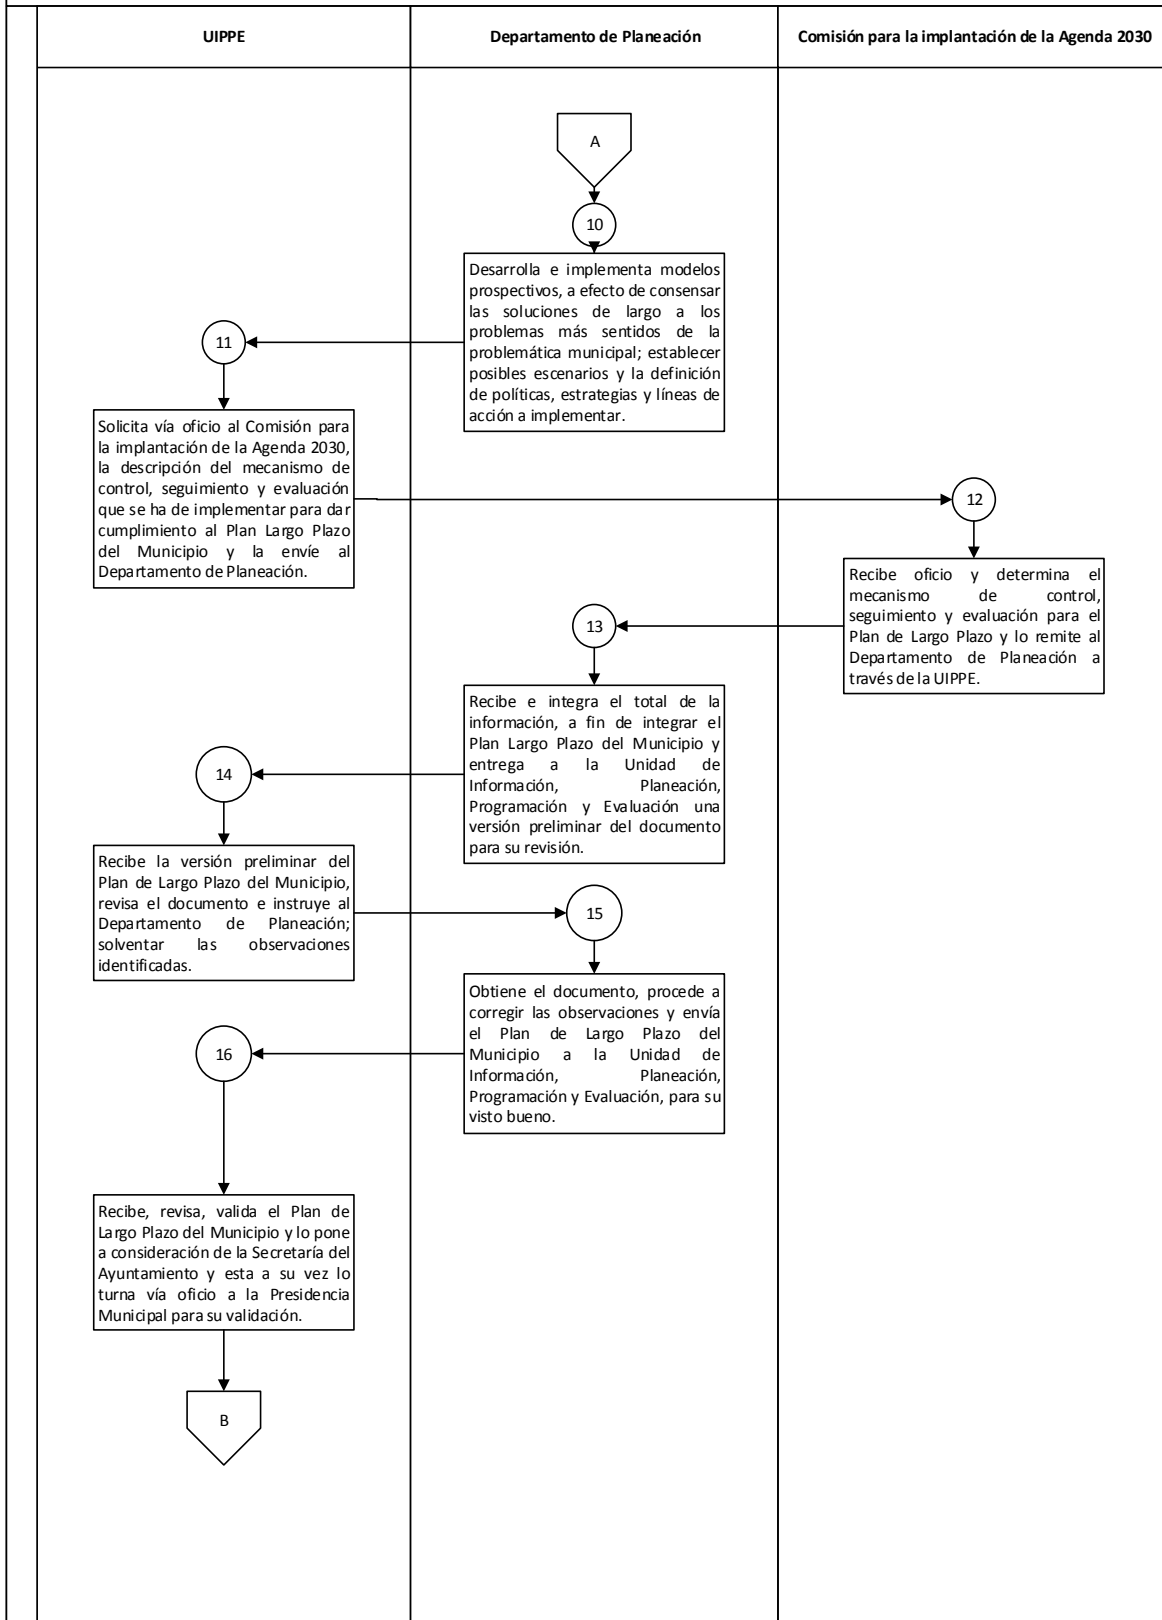 UIPPE
Departamento de Planeación
Comisión para la implantación de la Agenda 2030
A
10
Desarrolla e implementa modelos
prospectivos, a efecto de consensar
las soluciones de largo a los
problemas más sentidos de la
problemática municipal; establecer
posibles escenarios y la definición
de políticas, estrategias y líneas de
acción a implementar.
11
Solicita vía oficio al Comisión para
la implantación de la Agenda 2030,
la descripción del mecanismo de
control, seguimiento y evaluación
que se ha de implementar para dar
cumplimiento al Plan Largo Plazo
del Municipio y la envíe al
Departamento de Planeación.
12
Recibe oficio y determina el
mecanismo de control,
seguimiento y evaluación para el
Plan de Largo Plazo y lo remite al
Departamento de Planeación a
través de la UIPPE.
13
Recibe e integra el total de la
información, a fin de integrar el
Plan Largo Plazo del Municipio y
entrega a la Unidad de
Información, Planeación,
Programación y Evaluación una
versión preliminar del documento
para su revisión.
14
Recibe la versión preliminar del
Plan de Largo Plazo del Municipio,
revisa el documento e instruye al
Departamento de Planeación;
solventar las observaciones
identificadas.
15
Obtiene el documento, procede a
corregir las observaciones y envía
el Plan de Largo Plazo del
Municipio a la Unidad de
Información, Planeación,
Programación y Evaluación, para su
visto bueno.
16
Recibe, revisa, valida el Plan de
Largo Plazo del Municipio y lo pone
a consideración de la Secretaría del
Ayuntamiento y esta a su vez lo
turna vía oficio a la Presidencia
Municipal para su validación.
B